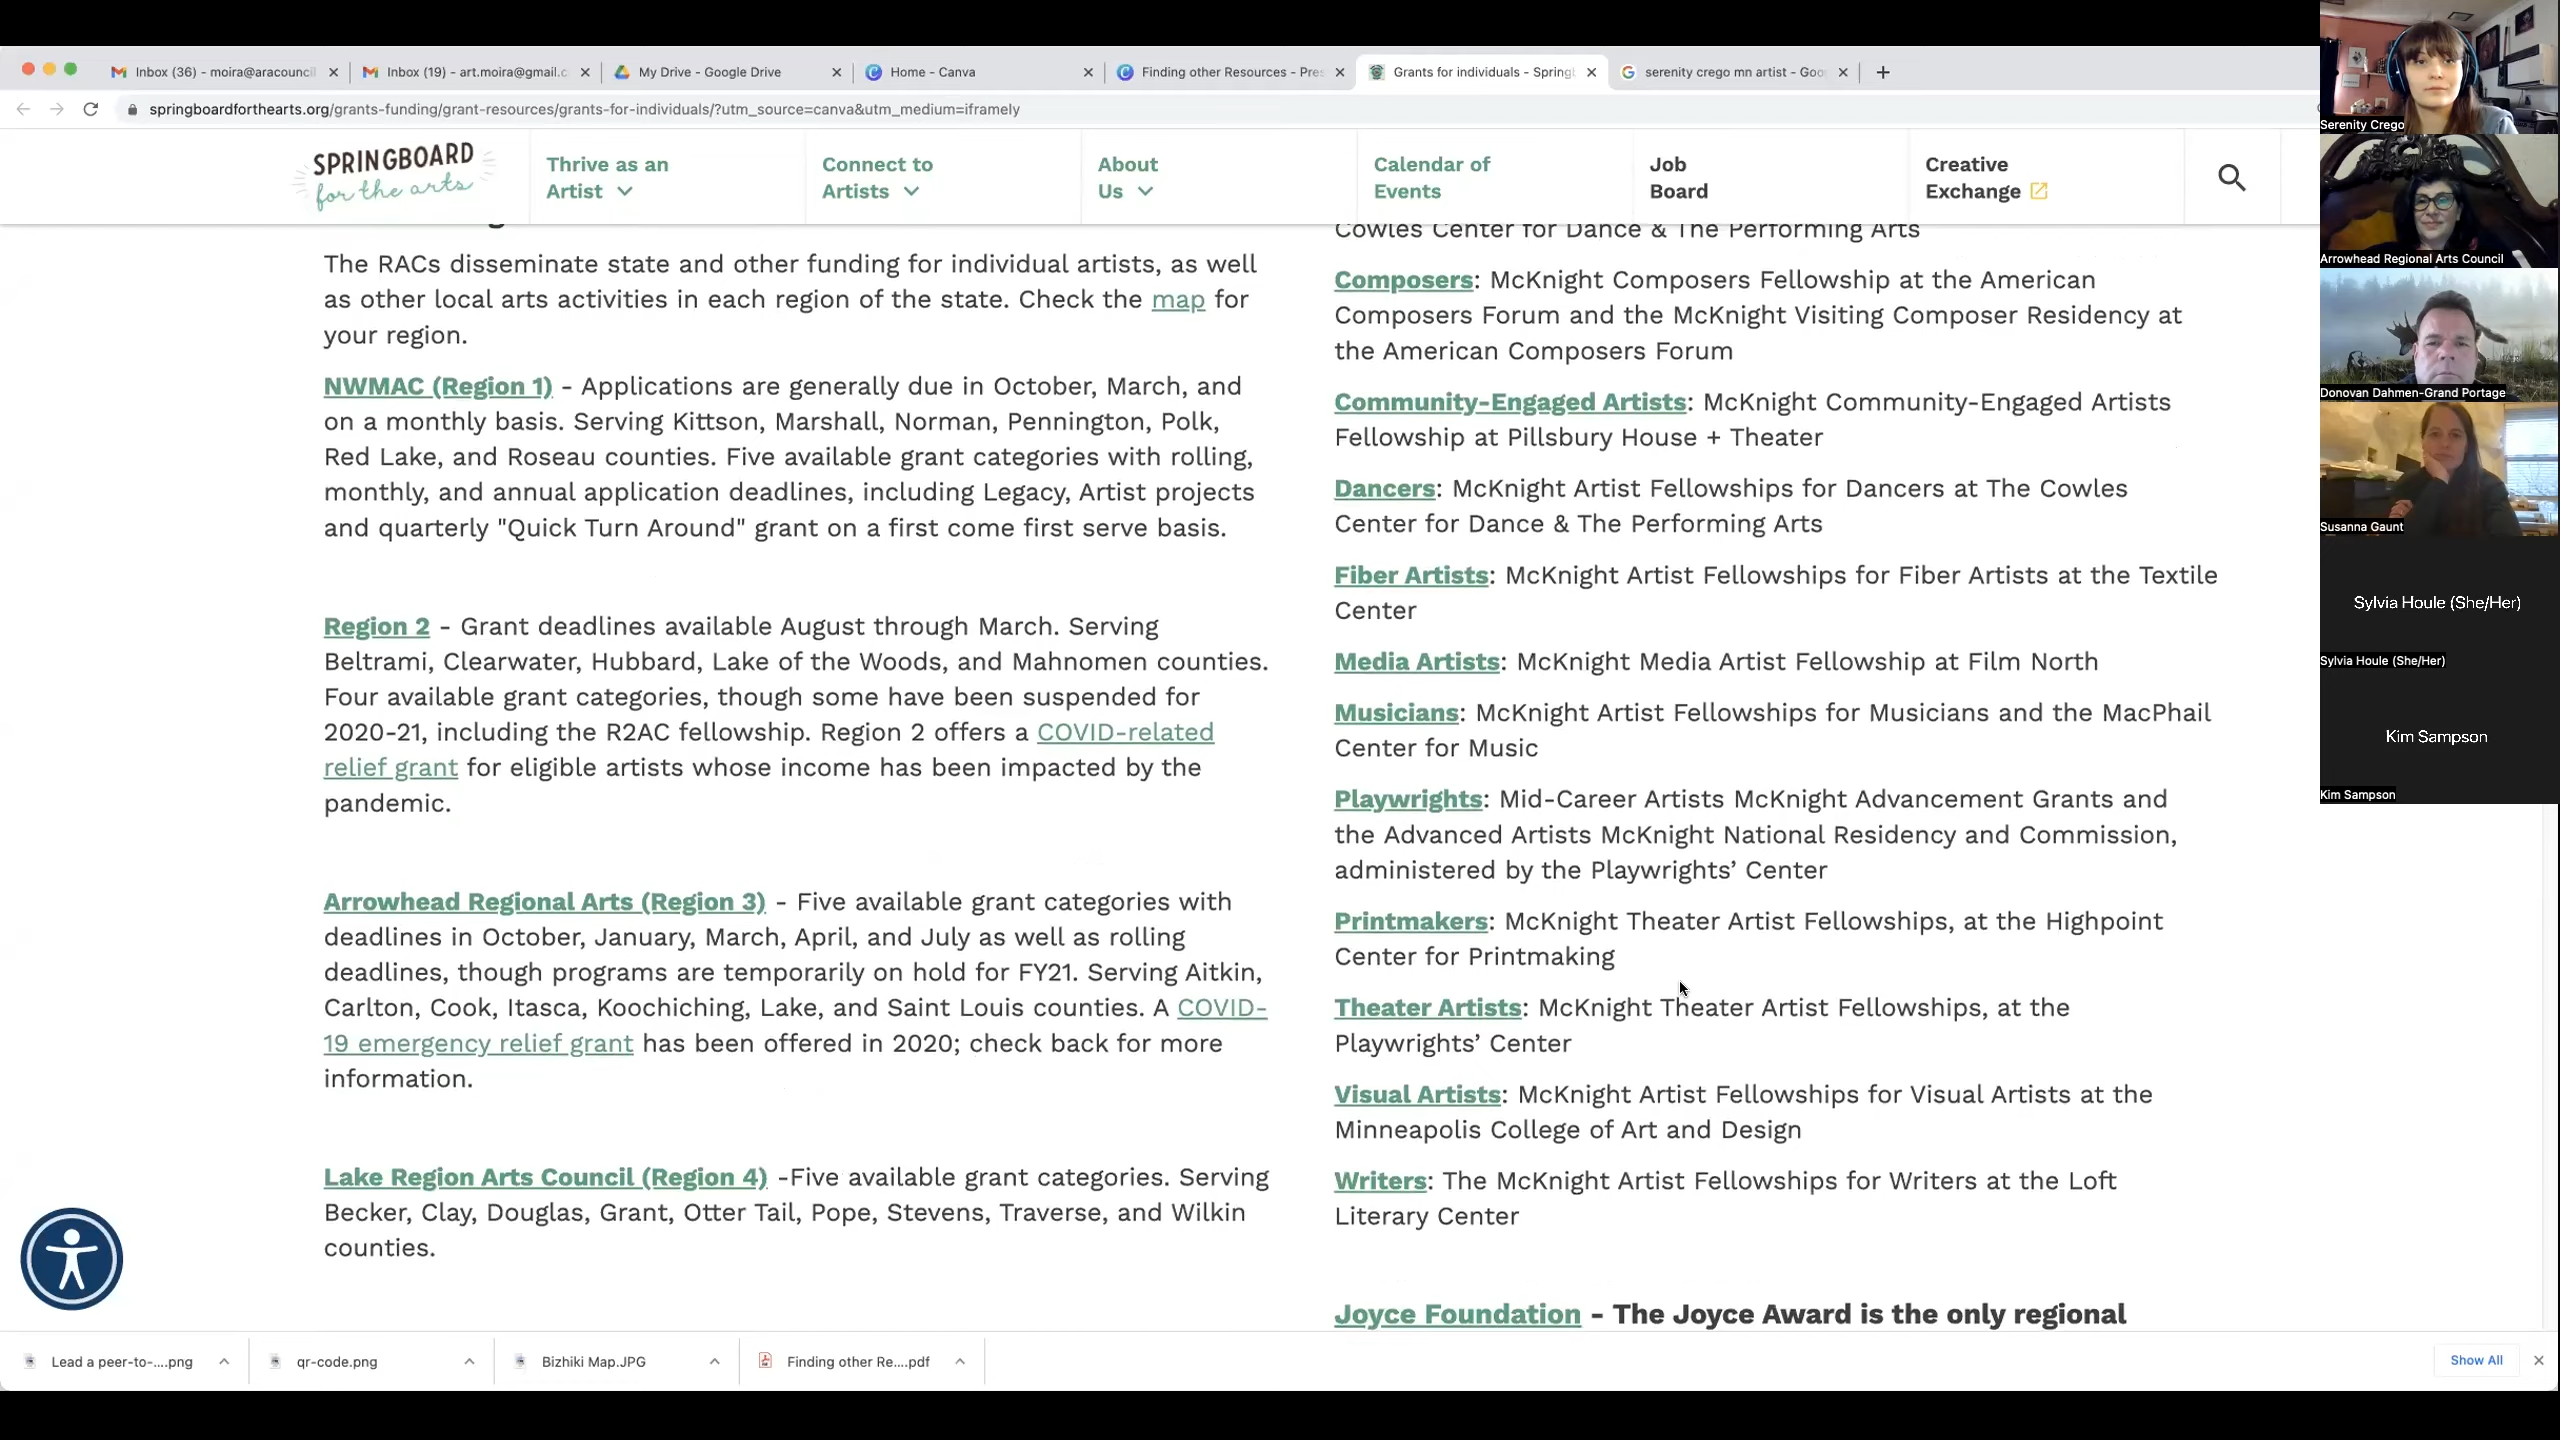 Inbox (36) - moira@aracouncil
Inbox (19) - art.moira@gmail.c
My Drive - Google Drive
Home - Canva
Finding other Resources - Pres
Grants for individuals - Spring
serenity crego mn artist - Goo
springboardforthearts.org/grants-funding/grant-resources/grants-for-individuals/?utm_source=canva&utm_medium=iframely
SPRINGBOARD
for the arts
Thrive as an
Artist
Connect to
Artists
About
Us
Calendar of
Events
Job
Board
Creative
Exchange
The RACs disseminate state and other funding for individual artists, as well
as other local arts activities in each region of the state. Check the map for
your region.
NWMAC (Region 1) - Applications are generally due in October, March, and
on a monthly basis. Serving Kittson, Marshall, Norman, Pennington, Polk,
Red Lake, and Roseau counties. Five available grant categories with rolling,
monthly, and annual application deadlines, including Legacy, Artist projects
and quarterly "Quick Turn Around" grant on a first come first serve basis.
Region 2 - Grant deadlines available August through March. Serving
Beltrami, Clearwater, Hubbard, Lake of the Woods, and Mahnomen counties.
Four available grant categories, though some have been suspended for
2020-21, including the R2AC fellowship. Region 2 offers a COVID-related
relief grant for eligible artists whose income has been impacted by the
pandemic.
Arrowhead Regional Arts (Region 3) - Five available grant categories with
deadlines in October, January, March, April, and July as well as rolling
deadlines, though programs are temporarily on hold for FY21. Serving Aitkin,
Carlton, Cook, Itasca, Koochiching, Lake, and Saint Louis counties. A COVID-
19 emergency relief grant has been offered in 2020; check back for more
information.
Lake Region Arts Council (Region 4) -Five available grant categories. Serving
Becker, Clay, Douglas, Grant, Otter Tail, Pope, Stevens, Traverse, and Wilkin
counties.
Cowles Center for Dance & The Performing Arts
Composers: McKnight Composers Fellowship at the American
Composers Forum and the McKnight Visiting Composer Residency at
the American Composers Forum
Community-Engaged Artists: McKnight Community-Engaged Artists
Fellowship at Pillsbury House + Theater
Dancers: McKnight Artist Fellowships for Dancers at The Cowles
Center for Dance & The Performing Arts
Fiber Artists: McKnight Artist Fellowships for Fiber Artists at the Textile
Center
Media Artists: McKnight Media Artist Fellowship at Film North
Musicians: McKnight Artist Fellowships for Musicians and the MacPhail
Center for Music
Playwrights: Mid-Career Artists McKnight Advancement Grants and
the Advanced Artists McKnight National Residency and Commission,
administered by the Playwrights’ Center
Printmakers: McKnight Theater Artist Fellowships, at the Highpoint
Center for Printmaking
Theater Artists: McKnight Theater Artist Fellowships, at the
Playwrights’ Center
Visual Artists: McKnight Artist Fellowships for Visual Artists at the
Minneapolis College of Art and Design
Writers: The McKnight Artist Fellowships for Writers at the Loft
Literary Center
Joyce Foundation - The Joyce Award is the only regional
Lead a peer-to-....png
qr-code.png
Bizhiki Map.JPG
Finding other Re....pdf
Show All
Serenity Crego
Arrowhead Regional Arts Council
Donovan Dahmen-Grand Portage
Susanna Gaunt
Sylvia Houle (She/Her)
Sylvia Houle (She/Her)
Kim Sampson
Kim Sampson